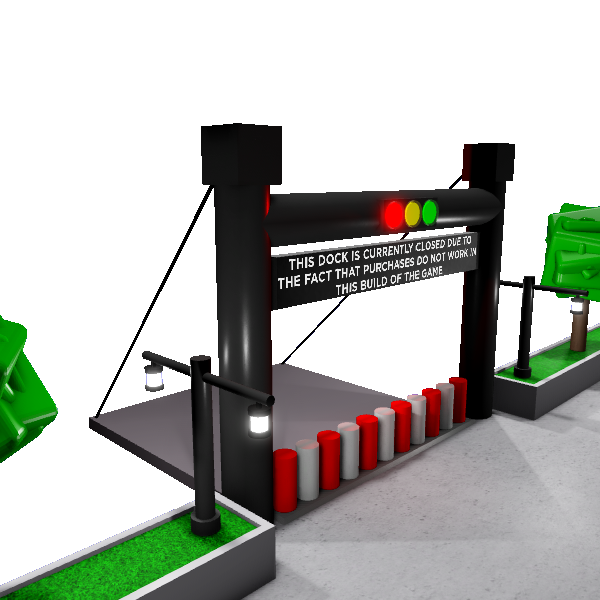 THIS DOCK IS CURRENTLY CLOSED DUE TO
THE FACT THAT PURCHASES DO NOT WORK IN
THIS BUILD OF THE GAME